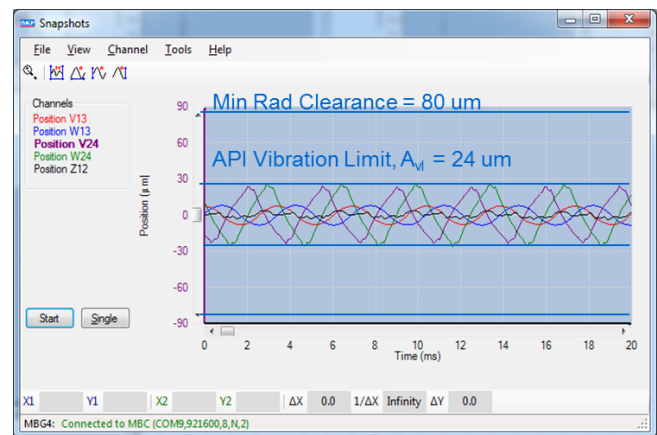 SKF Snapshots
File View Channel Tools Help
Channels
Position V13
Position W13
Position V24
Position W24
Position Z12
Start Single
Position [µm]
90
60
30
0
-30
-60
-90
Min Rad Clearance = 80 um
API Vibration Limit, Avl = 24 um
0 2 4 6 8 10 12 14 16 18 20
Time (ms)
X1 Y1 X2 Y2 ΔX 0.0 1/ΔX Infinity ΔY 0.0
MBG4: Connected to MBC (COM9,921600,8,N,2)